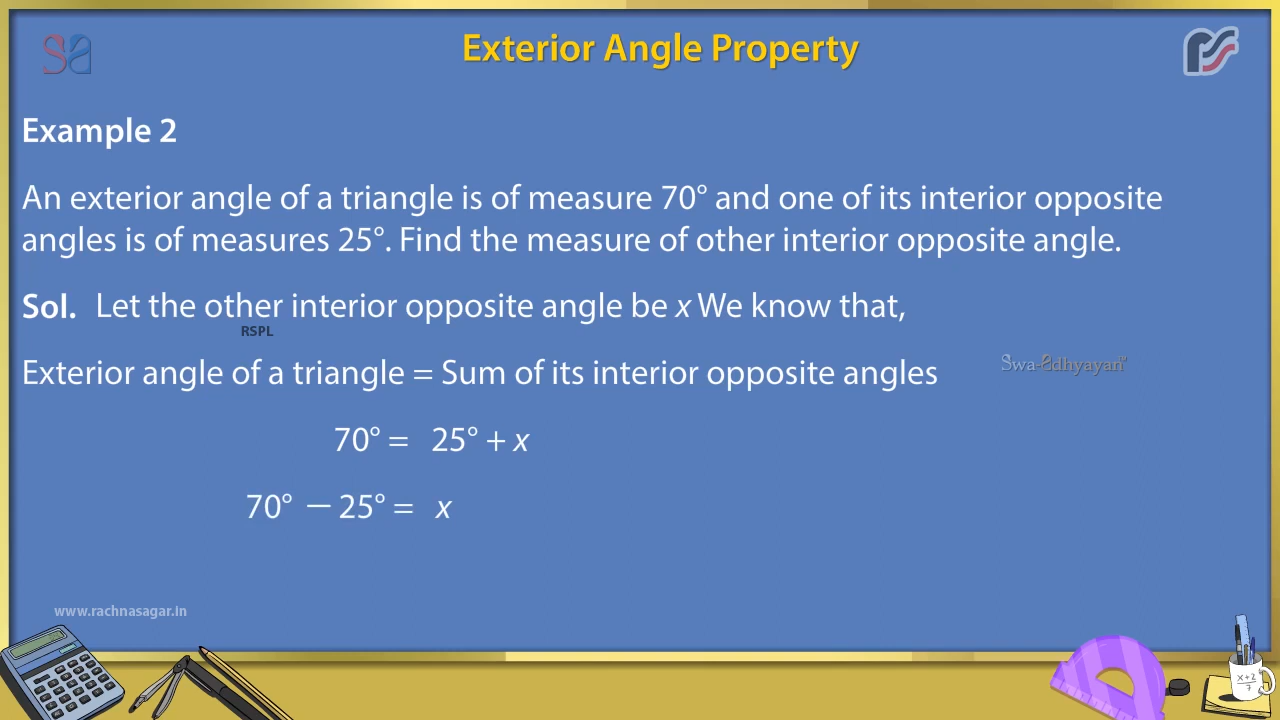 sa
Exterior Angle Property
Example 2
An exterior angle of a triangle is of measure 70° and one of its interior opposite
angles is of measures 25°. Find the measure of other interior opposite angle.
Sol. Let the other interior opposite angle be x We know that,
RSPL
Exterior angle of a triangle = Sum of its interior opposite angles
Swa-adhyayan
70° = 25° + x
70° − 25° = x
www.rachnasagar.in
x+2
7